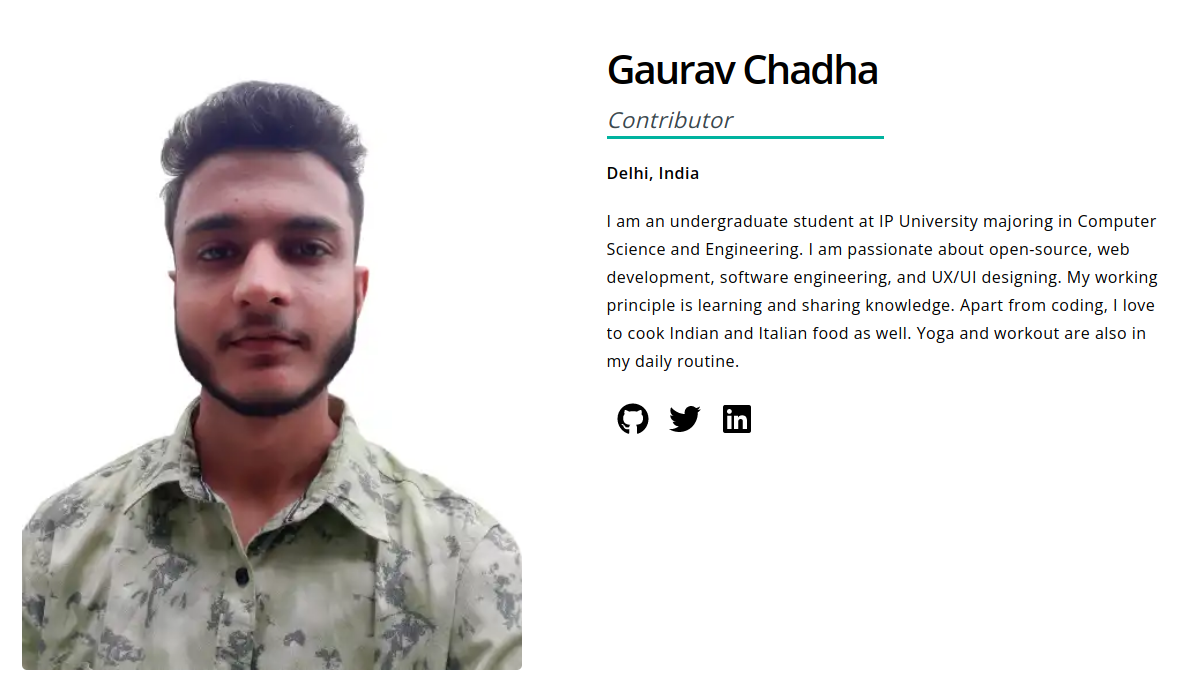 Gaurav Chadha
Contributor
Delhi, India
I am an undergraduate student at IP University majoring in Computer
Science and Engineering. I am passionate about open-source, web
development, software engineering, and UX/UI designing. My working
principle is learning and sharing knowledge. Apart from coding, I love
to cook Indian and Italian food as well. Yoga and workout are also in
my daily routine.
in